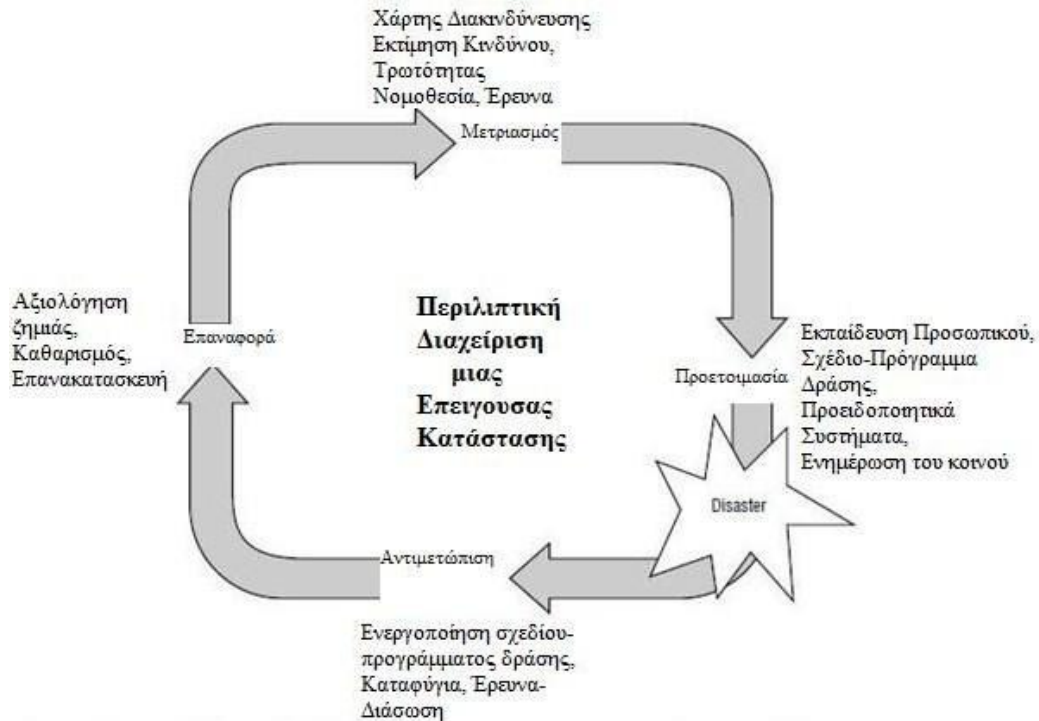 Χάρτης Διακινδύνευσης
Εκτίμηση Κινδύνου,
Τρωτότητας
Νομοθεσία, Έρευνα
Μετριασμός
Αξιολόγηση
ζημιάς,
Καθαρισμός,
Επανακατασκευή
Επαναφορά
Περιλιπτική
Διαχείριση
μιας
Επειγουσας
Κατάστασης
Προετοιμασία
Εκπαίδευση Προσωπικού,
Σχέδιο-Πρόγραμμα
Δράσης,
Προειδοποιητικά
Συστήματα,
Ενημέρωση του κοινού
Disaster
Αντιμετώπιση
Ενεργοποίηση σχεδίου-
προγράμματος δράσης,
Καταφύγια, Έρευνα-
Διάσωση